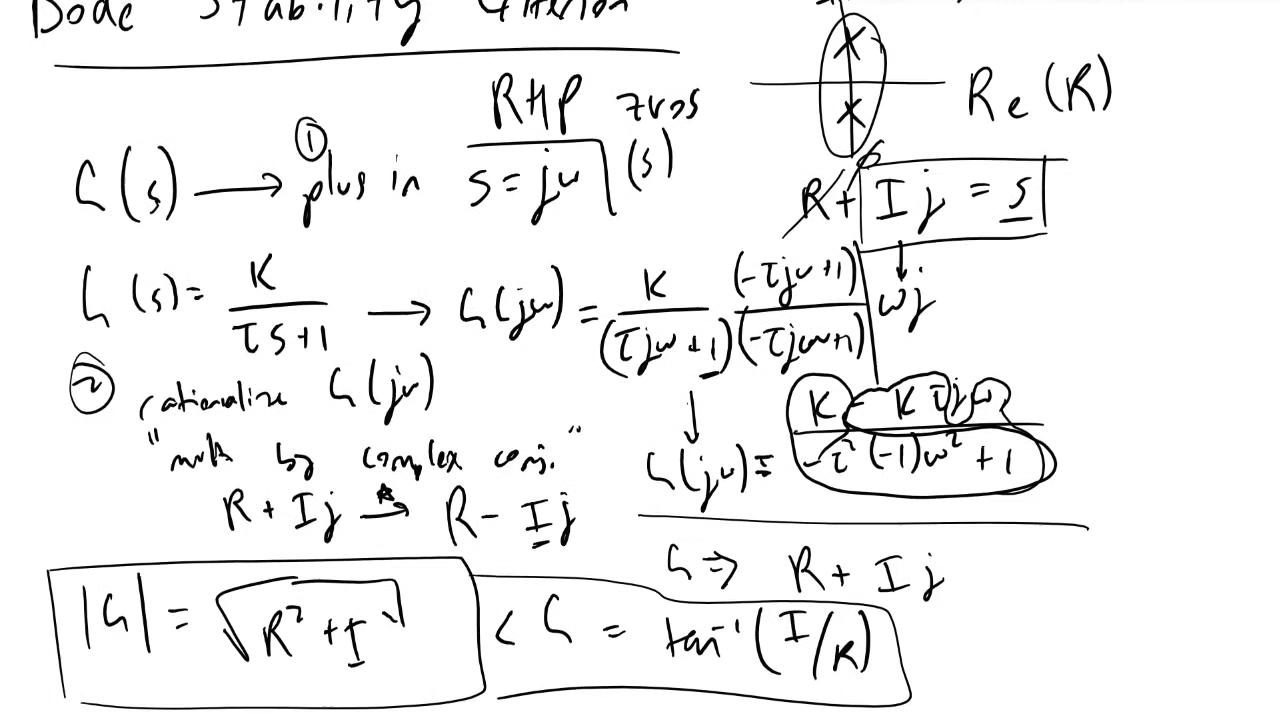 Bode Stability Criterion
RHP zros
Re (R)
① plus in s = jω (s)
G(s) ⟶
R + Ij = s
G(s) = K / τs+1 ⟶ G(jω) = K / (τjω + 1) (-τjω+1) / (-τjω+1)
↓ ωj
② rationalize G(jω)
"mult by complex conj."
↓ G(jω) = K - Kτjω / -τ²(-1)ω² + 1
R + Ij ⟶ R - Ij
G ⇒ R + Ij
|G| = √R² + I²
< G = tan⁻¹ (I/R)